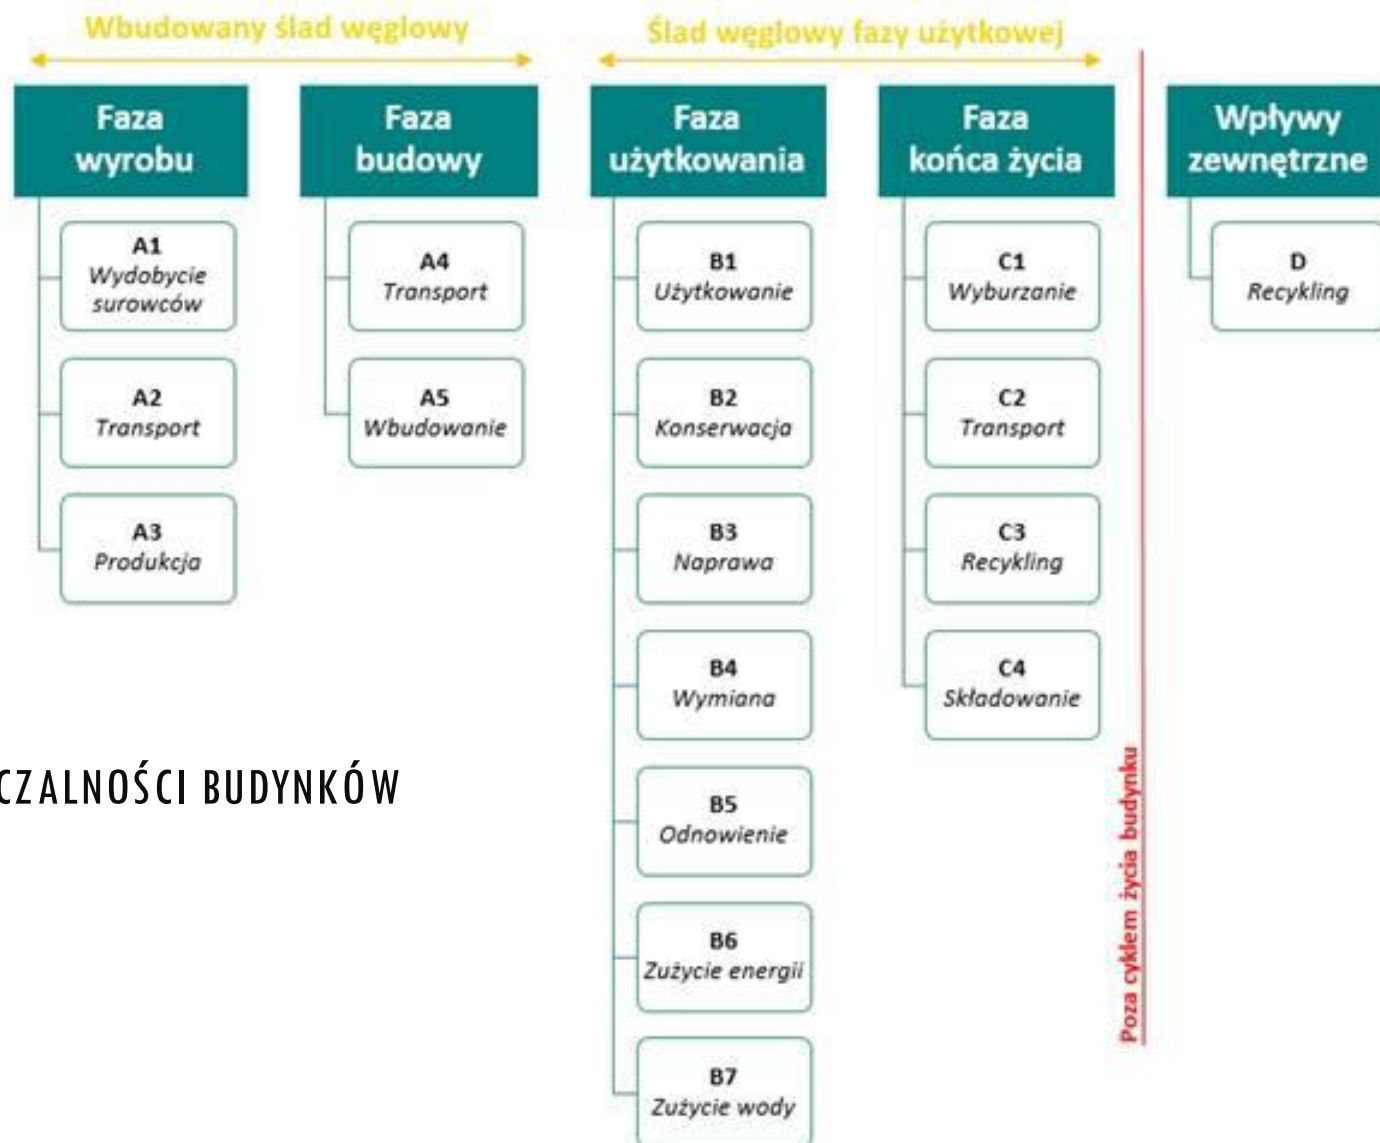 Wbudowany ślad węglowy
Ślad węglowy fazy użytkowej
Faza
wyrobu
A1
Wydobycie
surowców
A2
Transport
A3
Produkcja
Faza
budowy
A4
Transport
A5
Wbudowanie
Faza
użytkowania
B1
Użytkowanie
B2
Konserwacja
B3
Naprawa
B4
Wymiana
B5
Odnowienie
B6
Zużycie energii
B7
Zużycie wody
Faza
końca życia
C1
Wyburzanie
C2
Transport
C3
Recykling
C4
Składowanie
Poza cyklem życia budynku
Wpływy
zewnętrzne
D
Recykling
CZALNOŚCI BUDYNKÓW